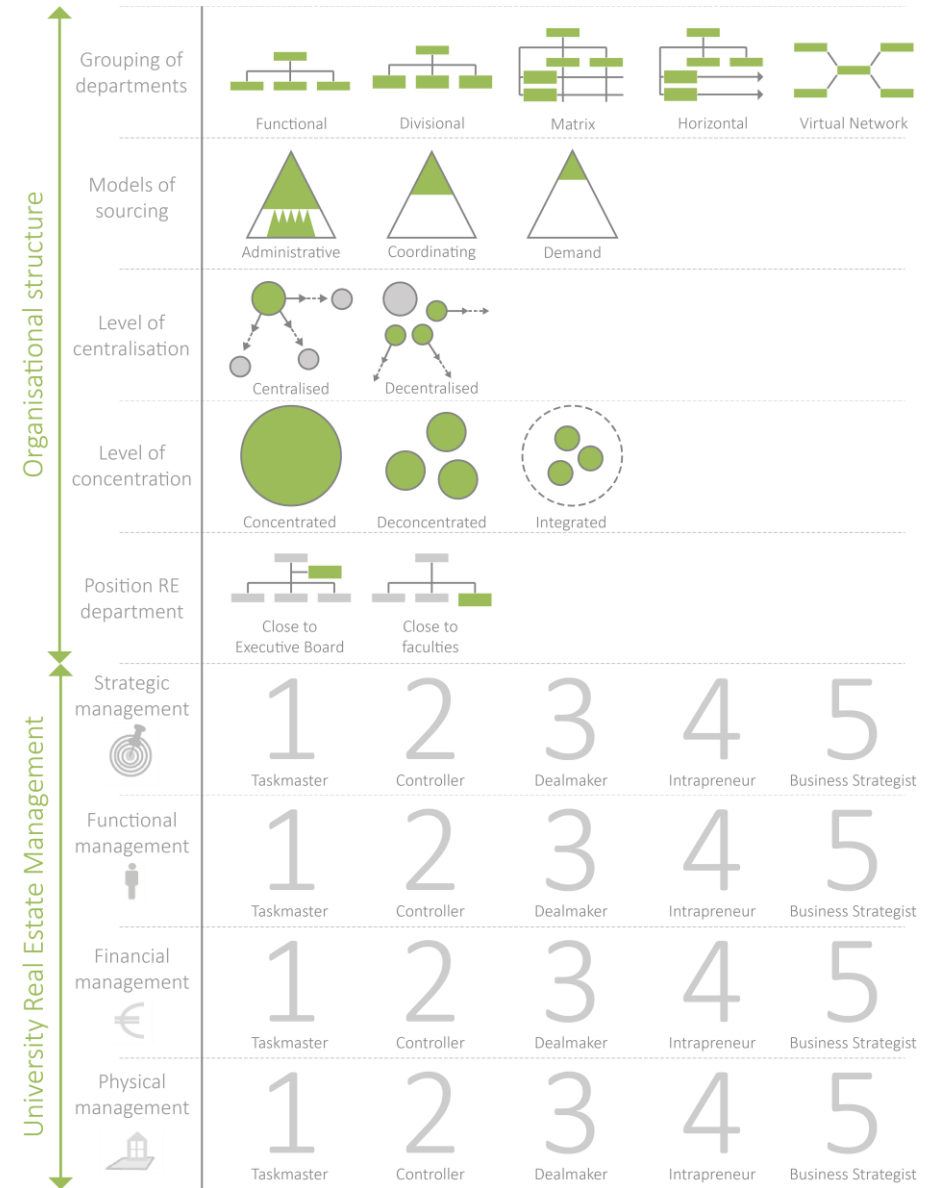 Organisational structure
Grouping of
departments
Functional
Divisional
Matrix
Horizontal
Virtual Network
Models of
sourcing
Administrative
Coordinating
Demand
Level of
centralisation
Centralised
Decentralised
Level of
concentration
Concentrated
Deconcentrated
Integrated
Position RE
department
Close to
Executive Board
Close to
faculties
University Real Estate Management
Strategic
management
1
2
3
4
5
Taskmaster
Controller
Dealmaker
Intrapreneur
Business Strategist
Functional
management
1
2
3
4
5
Taskmaster
Controller
Dealmaker
Intrapreneur
Business Strategist
Financial
management
€
1
2
3
4
5
Taskmaster
Controller
Dealmaker
Intrapreneur
Business Strategist
Physical
management
1
2
3
4
5
Taskmaster
Controller
Dealmaker
Intrapreneur
Business Strategist